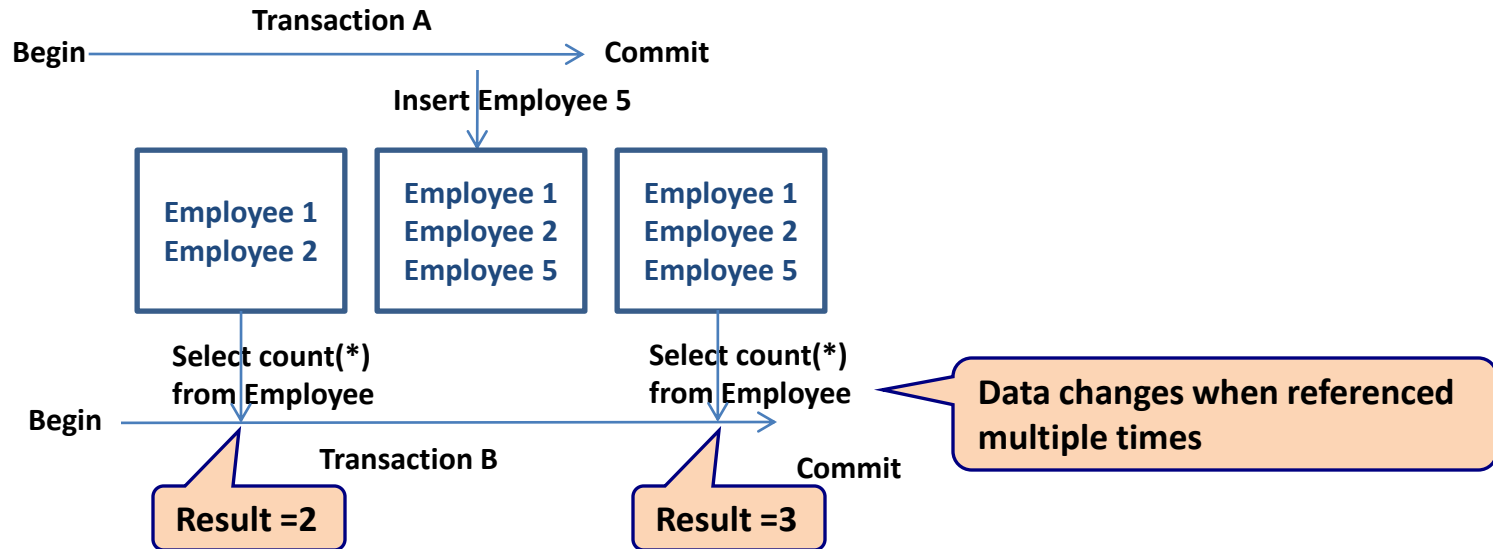 Transaction A
Begin
Commit
Insert Employee 5
Employee 1
Employee 2
Employee 1
Employee 2
Employee 5
Employee 1
Employee 2
Employee 5
Select count(*)
from Employee
Select count(*)
from Employee
Data changes when referenced
multiple times
Begin
Transaction B
Commit
Result =2
Result =3